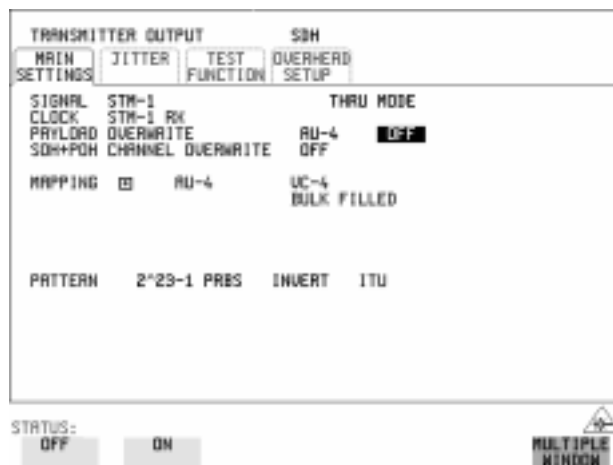 TRANSMITTER OUTPUT SDH
MAIN SETTINGS JITTER TEST FUNCTION OVERHEAD SETUP
SIGNAL STM-1 THRU MODE
CLOCK STM-1 RX
PAYLOAD OVERWRITE AU-4 OFF
SOH+POH CHANNEL OVERWRITE OFF
MAPPING AU-4 VC-4
BULK FILLED
PATTERN 2^23-1 PRBS INVERT ITU
STATUS:
OFF ON MULTIPLE WINDOW